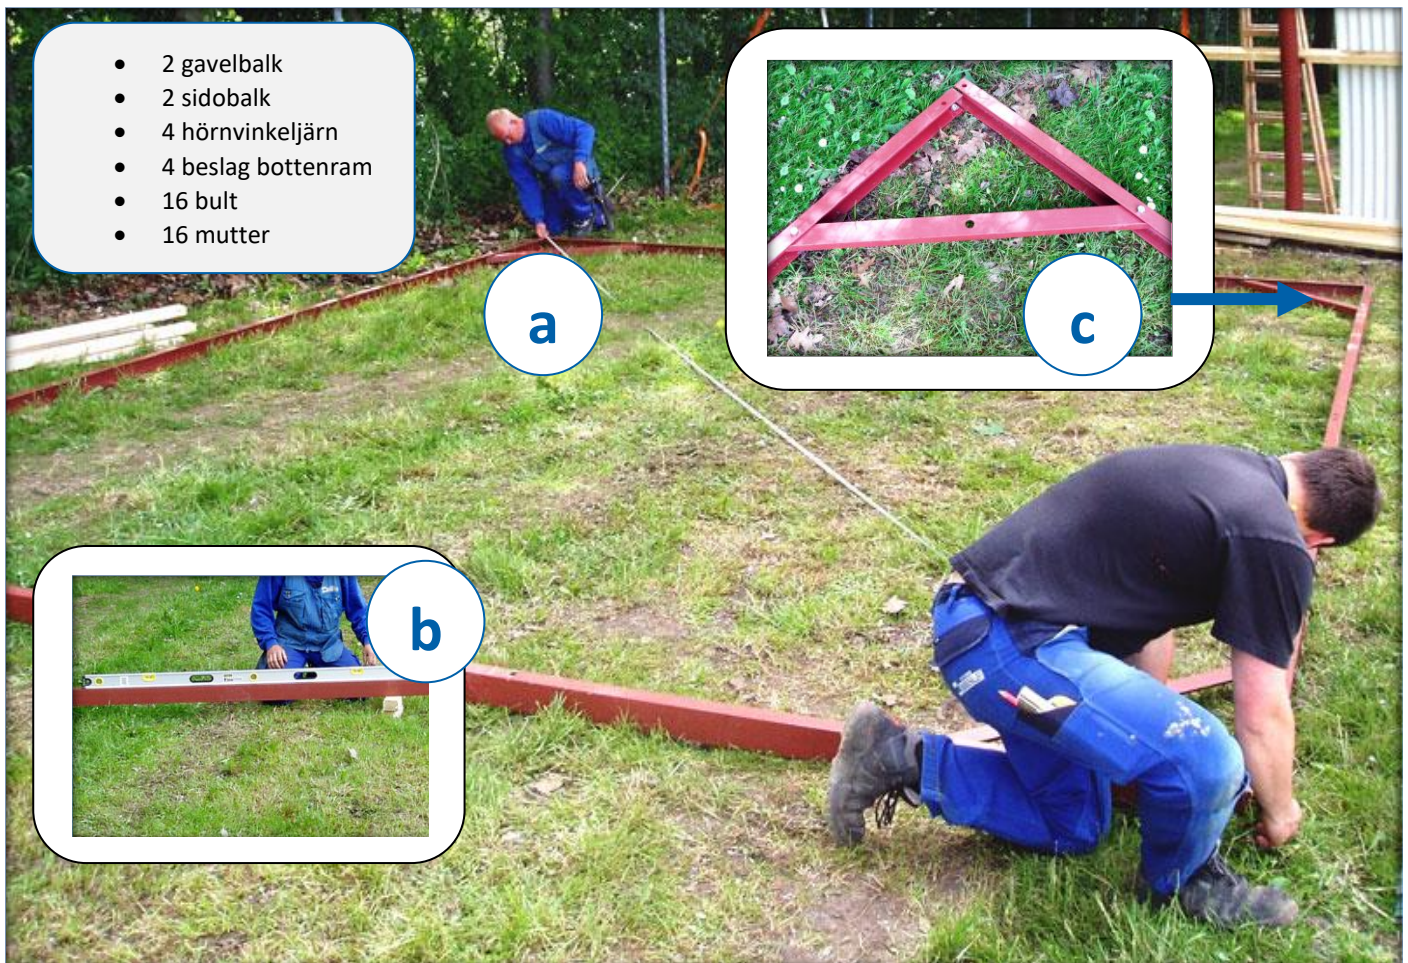 • 2 gavelbalk
• 2 sidobalk
• 4 hörnvinkeljärn
• 4 beslag bottenram
• 16 bult
• 16 mutter
a
c
b